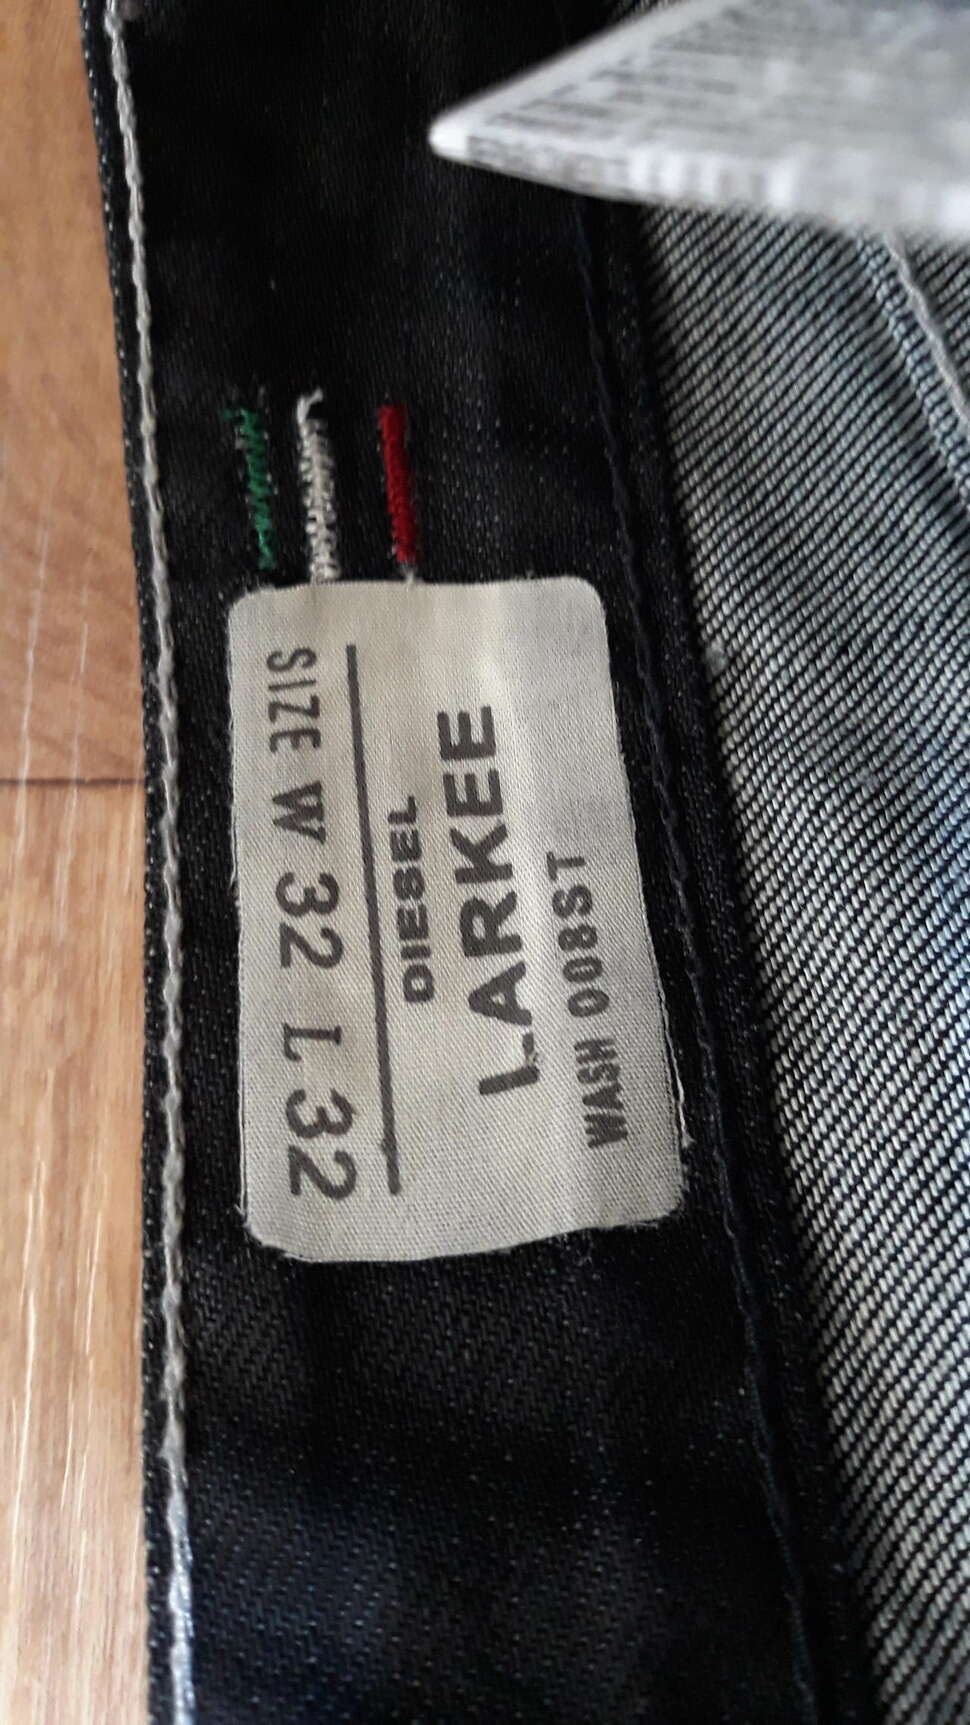 DIESEL
LARKEE
WASH 008ST
SIZE W 32 L 32